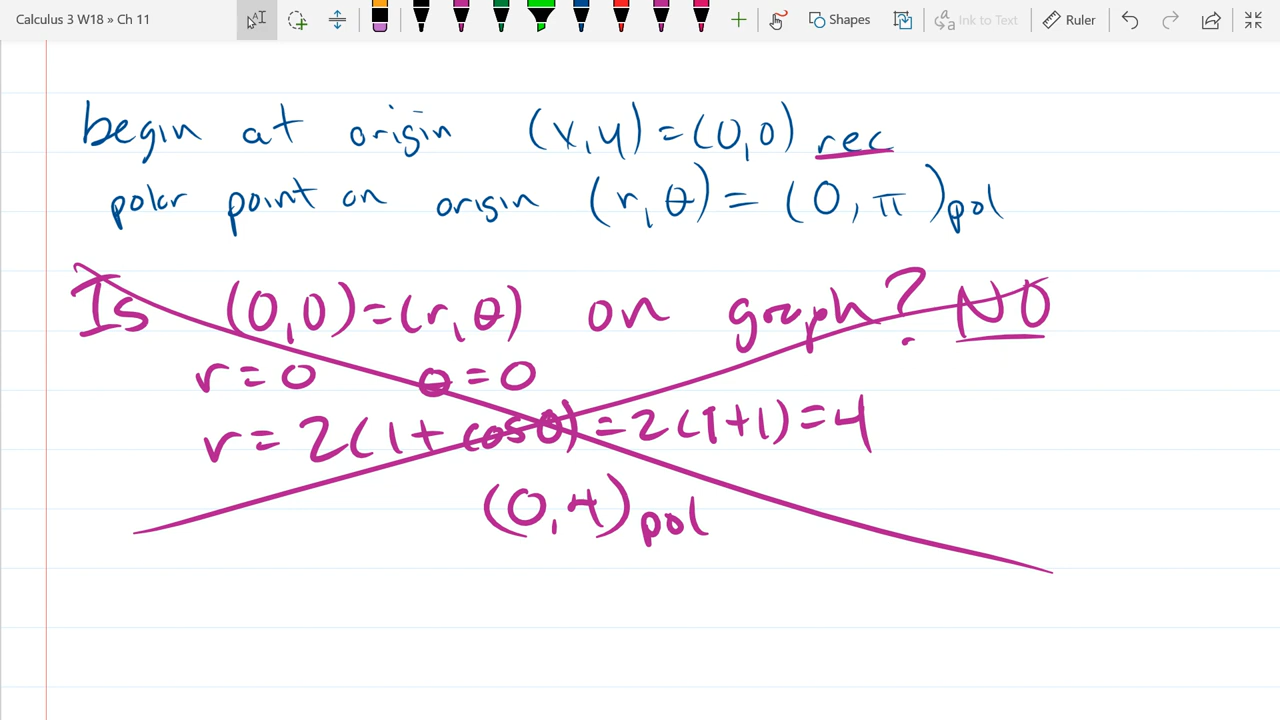 Calculus 3 W18 » Ch 11
Shapes
Ink to Text
Ruler
begin at origin (x,y)=(0,0) rec
polar point on origin (r,θ) = (0,π)pol
Is (0,0)=(r,θ) on graph? NO
r=0 θ=0
r=2(1+cosθ)=2(1+1)=4
(0,4)pol